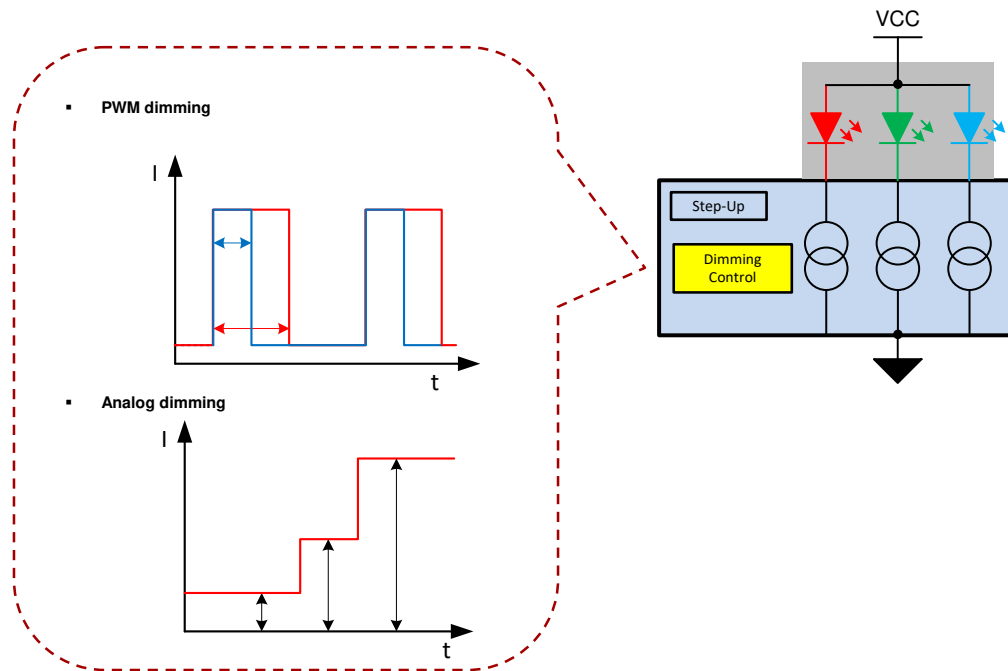 VCC
▪ PWM dimming
I
t
▪ Analog dimming
I
t
Step-Up
Dimming
Control